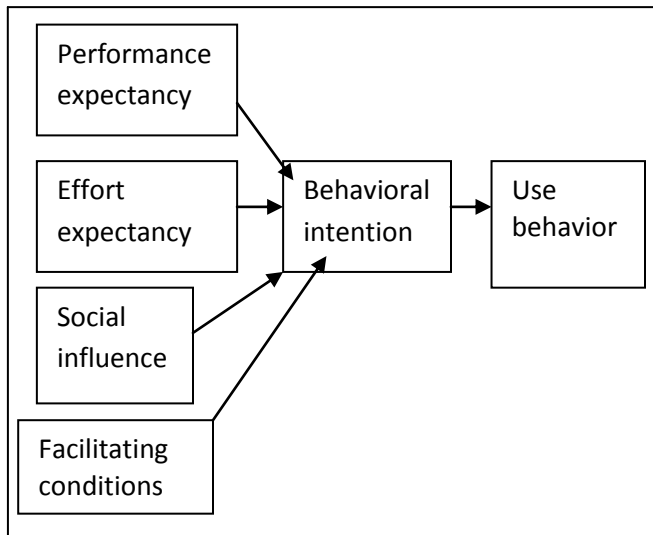 Performance
expectancy
Effort
expectancy
Social
influence
Facilitating
conditions
Behavioral
intention
Use
behavior